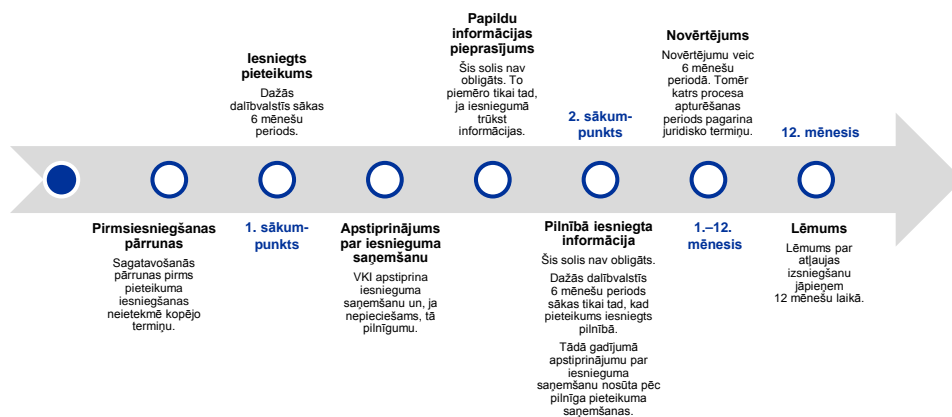 Pirmsiesniegšanas
pārrunas
Sagatavošanās
pārrunas pirms
pieteikuma
iesniegšanas
neietekmē kopējo
termiņu.
Iesniegts
pieteikums
Dažās
dalībvalstīs sākas
6 mēnešu
periods.
1. sākum-
punkts
Apstiprinājums
par iesnieguma
saņemšanu
VKI apstiprina
iesnieguma
saņemšanu un, ja
nepieciešams, tā
pilnīgumu.
Papildu
informācijas
pieprasījums
Šis solis nav
obligāts. To
piemēro tikai tad,
ja iesniegumā
trūkst
informācijas.
2. sākum-
punkts
Pilnībā iesniegta
informācija
Šis solis nav obligāts.
Dažās dalībvalstīs
6 mēnešu periods
sākas tikai tad, kad
pieteikums iesniegts
pilnībā.
Tādā gadījumā
apstiprinājumu par
iesnieguma
saņemšanu nosūta pēc
pilnīga pieteikuma
saņemšanas.
Novērtējums
Novērtējumu veic
6 mēnešu
periodā. Tomēr
katrs procesa
apturēšanas
periods pagarina
juridisko termiņu.
1.–12.
mēnesis
12. mēnesis
Lēmums
Lēmums par
atļaujas
izsniegšanu
jāpieņem
12 mēnešu laikā.